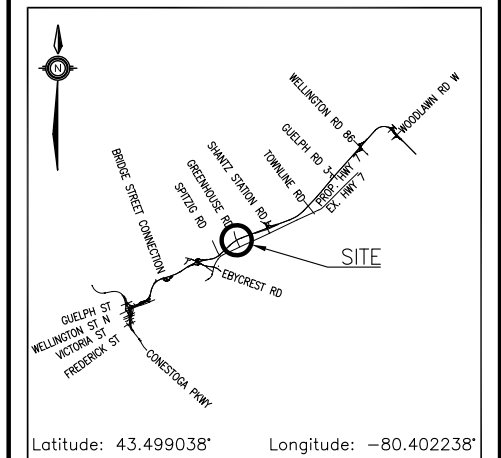 N
WELLINGTON RD 86
WOODLAWN RD W
GUELPH RD 3
TOWNLINE RD
PROP. HWY 7
EX. HWY 7
SHANTZ STATION RD
GREENHOUSE RD
SPITZIG RD
BRIDGE STREET CONNECTION
SITE
EBYCREST RD
GUELPH ST
WELLINGTON ST N
VICTORIA ST
FREDERICK ST
CONESTOGA PKWY
Latitude: 43.499038° Longitude: -80.402238°